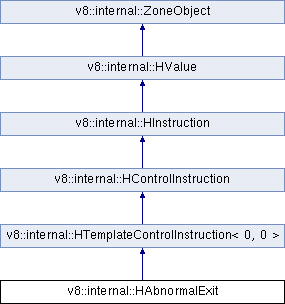 v8::internal::ZoneObject
v8::internal::HValue
v8::internal::HInstruction
v8::internal::HControlInstruction
v8::internal::HTemplateControlInstruction< 0, 0 >
v8::internal::HAbnormalExit